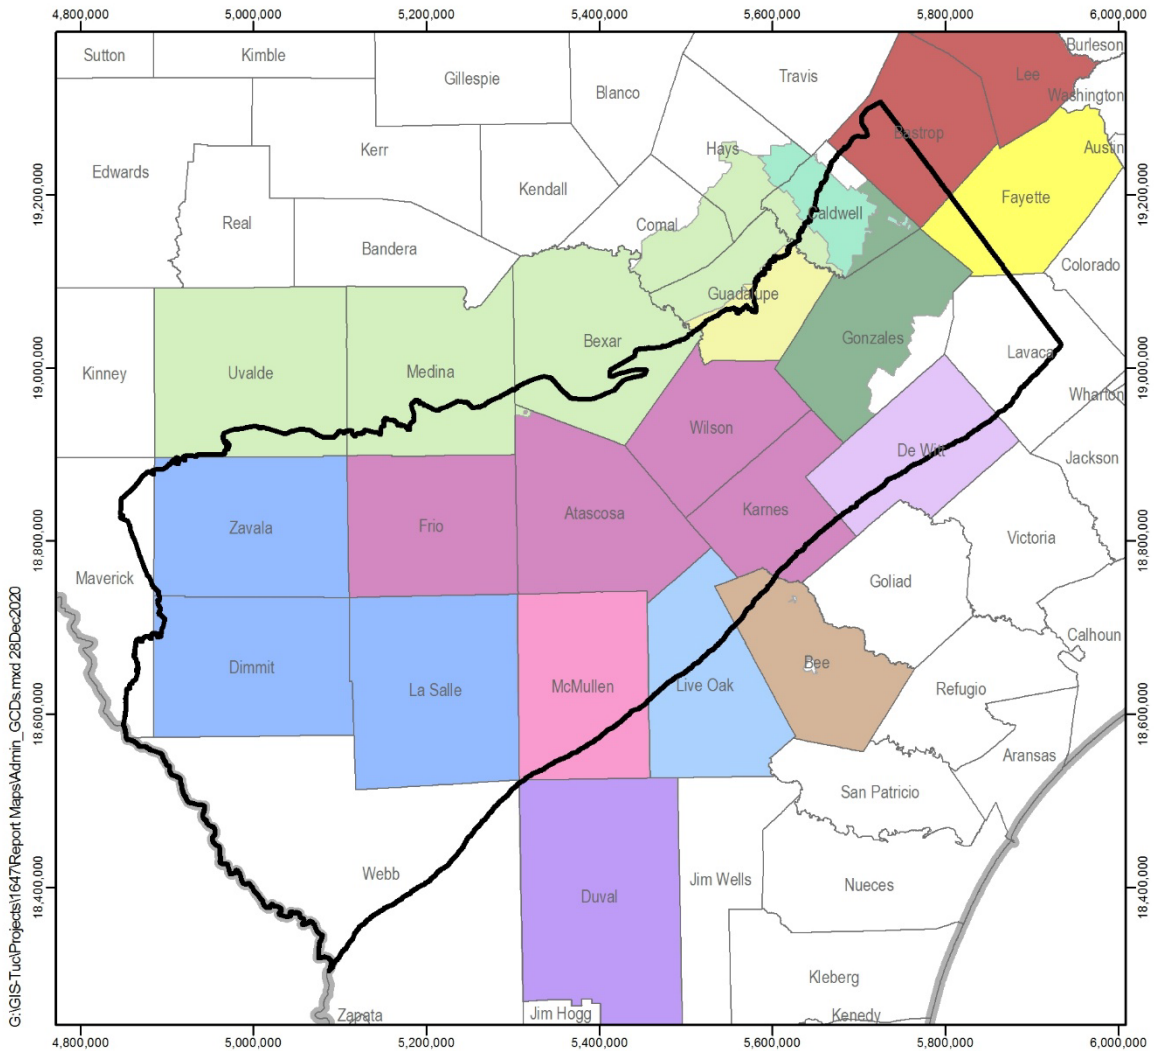 4,800,000 5,000,000 5,200,000 5,400,000 5,600,000 5,800,000 6,000,000
Sutton Kimble Gillespie Blanco Travis Lee Burleson
Washington
Edwards Kerr Kendall Hays Bastrop Austin
19,200,000 19,200,000
Real Bandera Comal Caldwell Fayette
Colorado
Guadalupe
Kinney Uvalde Medina Bexar Gonzales Lavaca
19,000,000 19,000,000
Wharton
Wilson De Witt Jackson
Zavala Frio Atascosa Karnes Victoria
18,800,000 18,800,000
Maverick Goliad
Calhoun
Dimmit La Salle McMullen Live Oak Bee Refugio
18,600,000 18,600,000
Aransas
San Patricio
Webb Duval Jim Wells Nueces
18,400,000 18,400,000
Kleberg
Zapata Jim Hogg Kenedy
4,800,000 5,000,000 5,200,000 5,400,000 5,600,000 5,800,000 6,000,000
G:\GIS-Tuc\Projects\1647\Report Maps\Admin_GCDs.mxd 28Dec2020